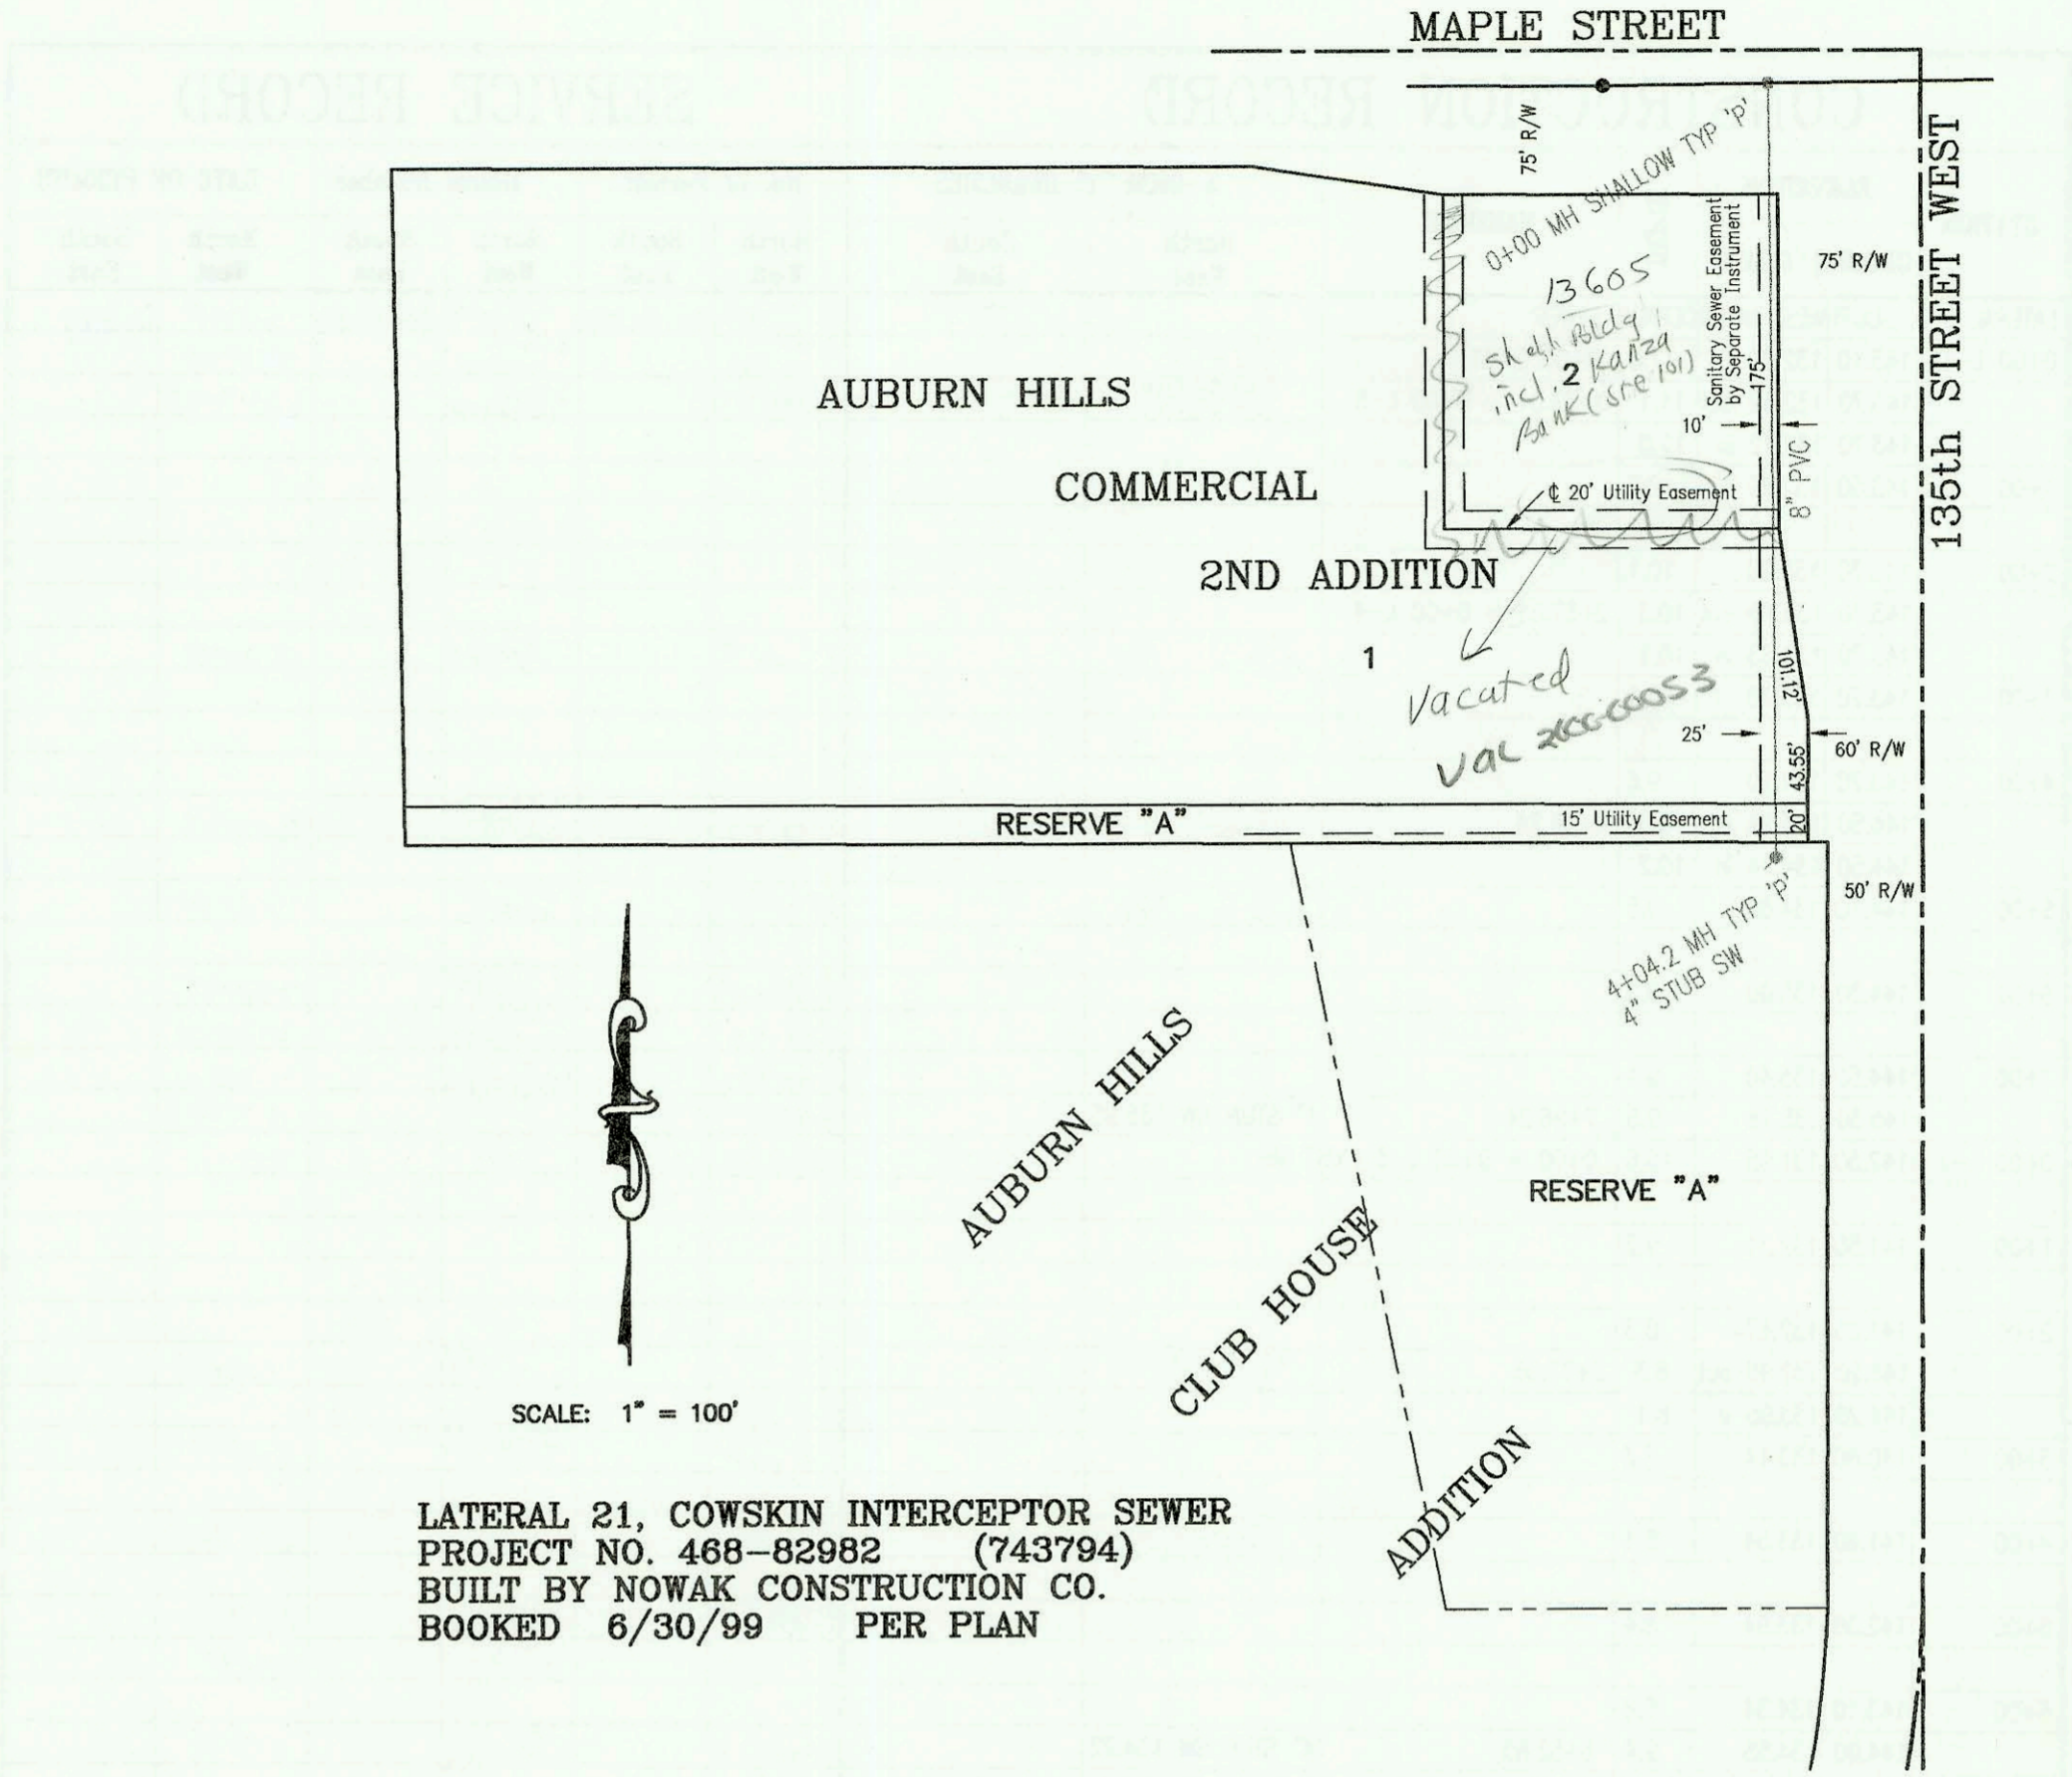 MAPLE STREET
75' R/W
0+00 MH SHALLOW TYP 'P'
135th STREET WEST
75' R/W
Sanitary Sewer Easement
by Separate Instrument
175'
13605
Bldg
incl. 2 Kanza
Bank (Ste 101)
10'
8" PVC
AUBURN HILLS
COMMERCIAL
2ND ADDITION
℄ 20' Utility Easement
1
Vacated
101.12'
25'
60' R/W
43.55'
RESERVE "A"
15' Utility Easement
20'
50' R/W
4+04.2 MH TYP 'P'
4" STUB SW
AUBURN HILLS
CLUB HOUSE
ADDITION
RESERVE "A"
SCALE: 1" = 100'
LATERAL 21, COWSKIN INTERCEPTOR SEWER
PROJECT NO. 468-82982 (743794)
BUILT BY NOWAK CONSTRUCTION CO.
BOOKED 6/30/99 PER PLAN